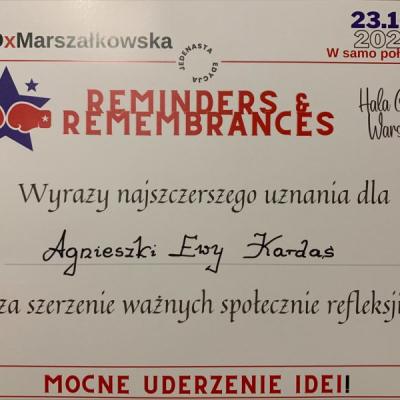 xMarszałkowska
23.1
202
W samo poł
JEDENASTA EDYCJA
REMINDERS &
REMEMBRANCES
Hala
Wars
Wyrazy najszczerszego uznania dla
Agnieszki Ewy Kardaś
za szerzenie ważnych społecznie refleksji
MOCNE UDERZENIE IDEI!